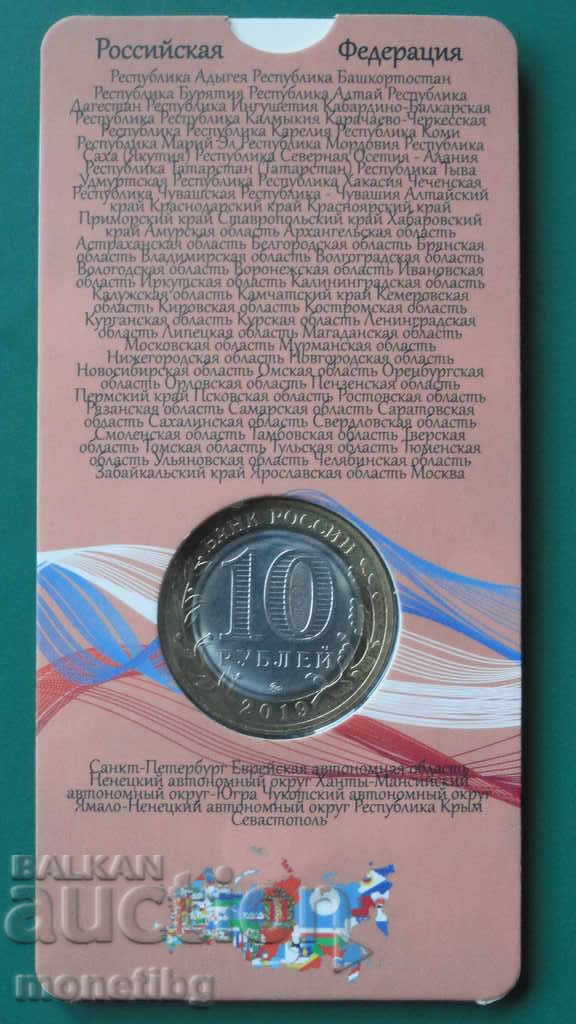 Российская Федерация
Республика Адыгея Республика Башкортостан
Республика Бурятия Республика Алтай Республика
Дагестан Республика Ингушетия Кабардино-Балкарская
Республика Республика Калмыкия Карачаево-Черкесская
Республика Республика Карелия Республика Коми
Республика Марий Эл Республика Мордовия Республика
Саха (Якутия) Республика Северная Осетия - Алания
Республика Татарстан (Татарстан) Республика Тыва
Удмуртская Республика Республика Хакасия Чеченская
Республика Чувашская Республика - Чувашия Алтайский
край Краснодарский край Красноярский край
Приморский край Ставропольский край Хабаровский
край Амурская область Архангельская область
Астраханская область Белгородская область Брянская
область Владимирская область Волгоградская область
Вологодская область Воронежская область Ивановская
область Иркутская область Калининградская область
Калужская область Камчатский край Кемеровская
область Кировская область Костромская область
Курганская область Курская область Ленинградская
область Липецкая область Магаданская область
Московская область Мурманская область
Нижегородская область Новгородская область
Новосибирская область Омская область Оренбургская
область Орловская область Пензенская область
Пермский край Псковская область Ростовская область
Рязанская область Самарская область Саратовская
область Сахалинская область Свердловская область
Смоленская область Тамбовская область Тверская
область Томская область Тульская область Тюменская
область Ульяновская область Челябинская область
Забайкальский край Ярославская область Москва
БАНК РОССИИ
10
РУБЛЕЙ
2019
Санкт-Петербург Еврейская автономная область
Ненецкий автономный округ Ханты-Мансийский
автономный округ-Югра Чукотский автономный округ
Ямало-Ненецкий автономный округ Республика Крым
Севастополь
BALKAN
auction
monetibg